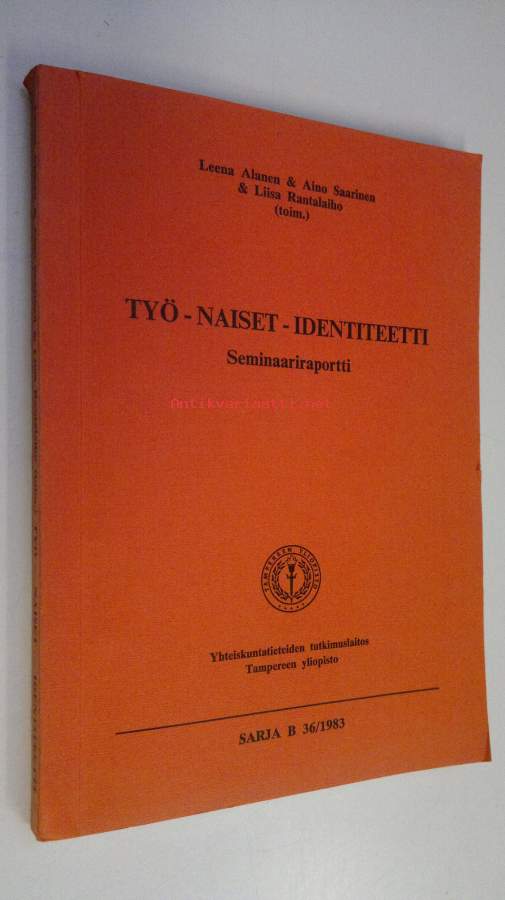 Leena Alanen & Aino Saarinen
& Liisa Rantalaiho
(toim.)
TYÖ - NAISET - IDENTITEETTI
Seminaariraportti
Antikvariaatti.net
TAMPEREEN YLIOPISTO
Yhteiskuntatieteiden tutkimuslaitos
Tampereen yliopisto
SARJA B 36/1983